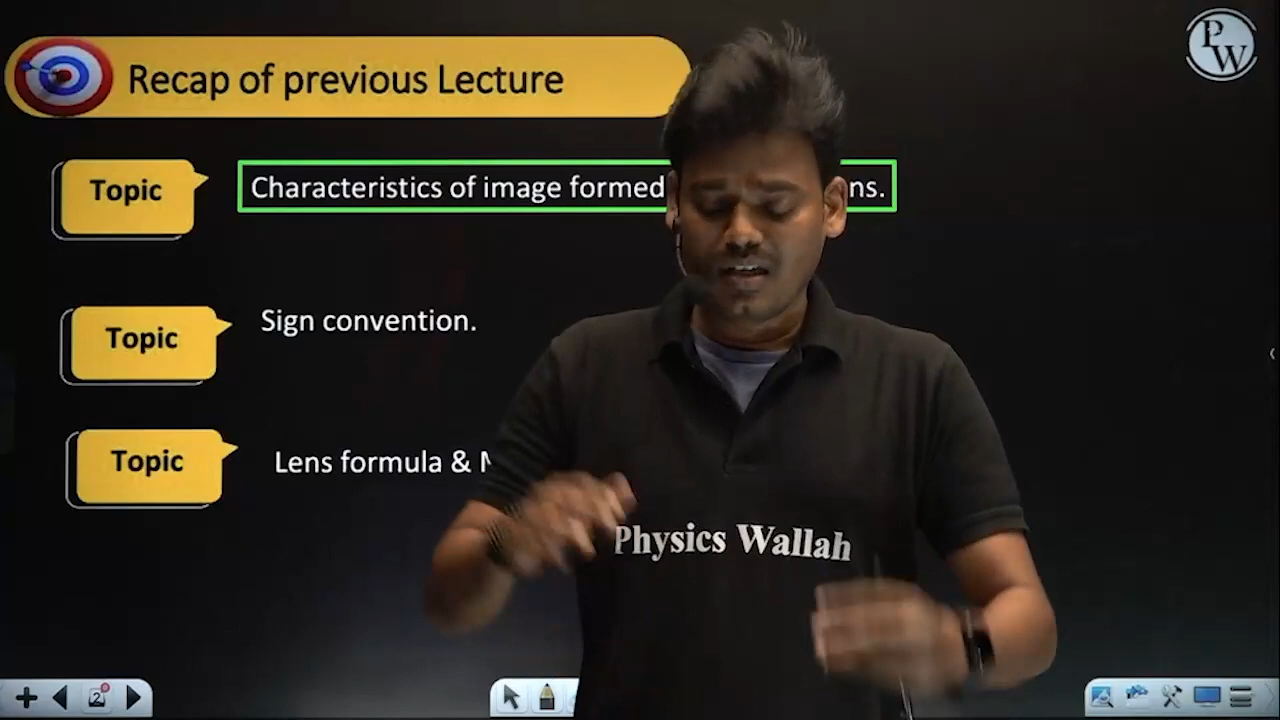 Recap of previous Lecture
PW
Topic
Characteristics of image formed ns.
Topic
Sign convention.
Topic
Lens formula &
Physics Wallah
2